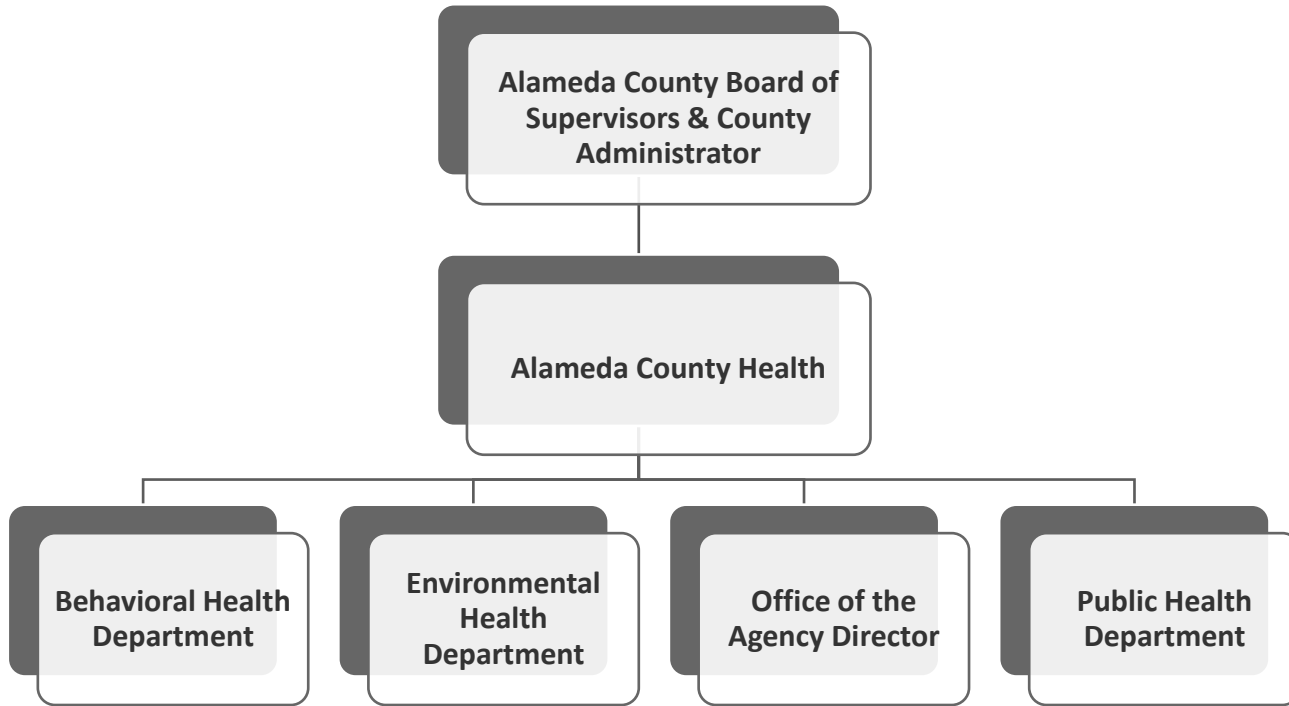 Alameda County Board of
Supervisors & County
Administrator
Alameda County Health
Behavioral Health
Department
Environmental
Health
Department
Office of the
Agency Director
Public Health
Department